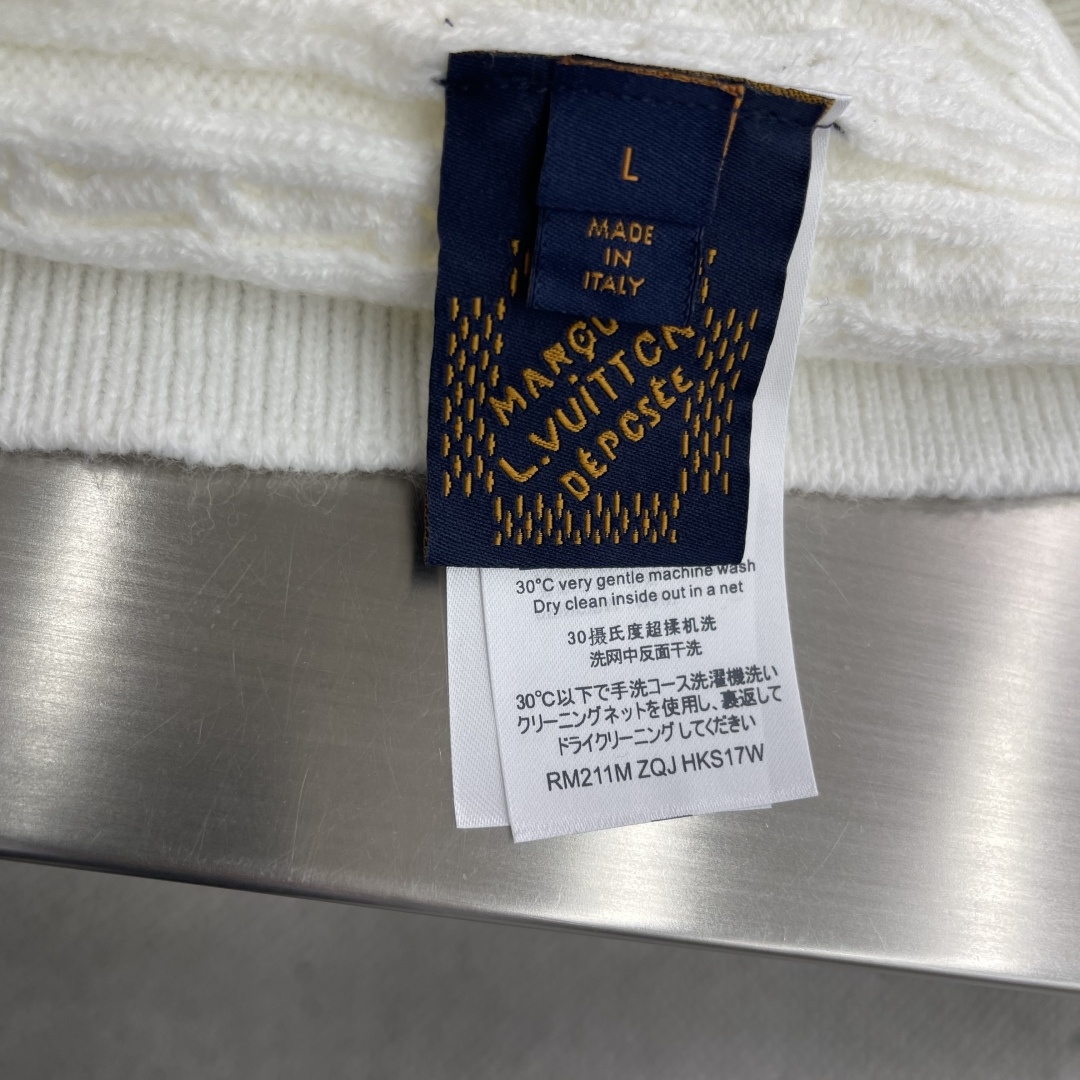 L
MADE
IN
ITALY
L.VUITTON
DÉPOSÉE
30°C very gentle machine wash
Dry clean inside out in a net
30摄氏度超揉机洗
洗网中反面干洗
30℃以下で手洗コース洗濯機洗い
クリーニングネットを使用し、裏返して
ドライクリーニングしてください
RM211M ZQJ HKS17W